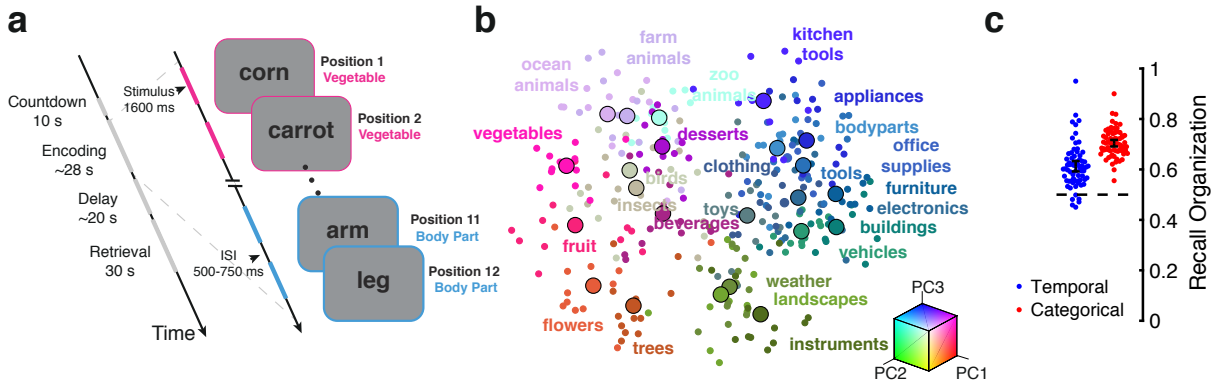 a
Countdown
10 s
Encoding
~28 s
Delay
~20 s
Retrieval
30 s
Time
Stimulus
1600 ms
ISI
500-750 ms
corn
Position 1
Vegetable
carrot
Position 2
Vegetable
arm
Position 11
Body Part
leg
Position 12
Body Part
b
ocean
animals
farm
animals
zoo
animals
kitchen
tools
appliances
vegetables
desserts
bodyparts
office
supplies
birds
clothing
tools
furniture
insects
toys
electronics
beverages
buildings
fruit
vehicles
weather
landscapes
flowers
trees
instruments
PC3
PC2
PC1
c
1
0.8
0.6
0.4
0.2
0
Recall Organization
Temporal
Categorical